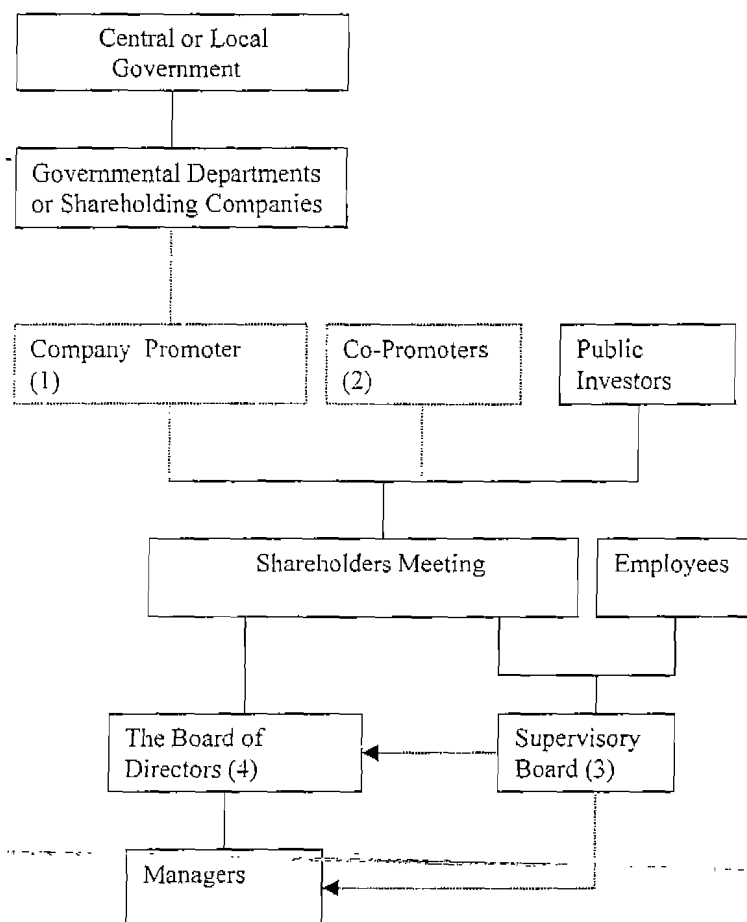 Central or Local
Government
Governmental Departments
or Shareholding Companies
Company Promoter
(1)
Co-Promoters
(2)
Public
Investors
Shareholders Meeting
Employees
The Board of
Directors (4)
Supervisory
Board (3)
Managers